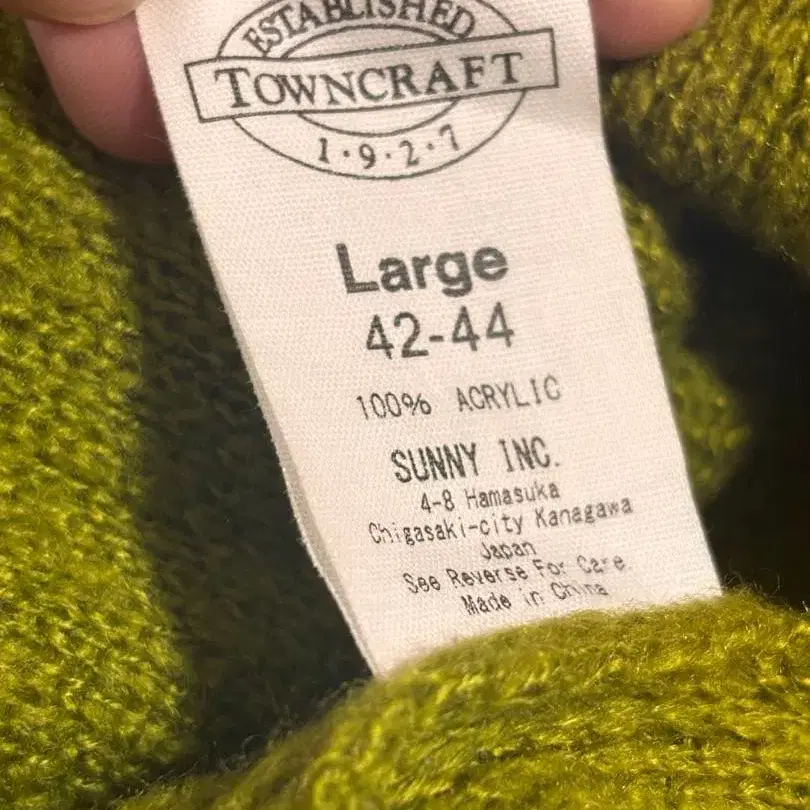 ESTABLISHED
TOWNCRAFT
1·9·2·7
Large
42-44
100% ACRYLIC
SUNNY INC.
4-8 Hamasuka
Chigasaki-city Kanagawa
Japan
See Reverse For Care.
Made in China